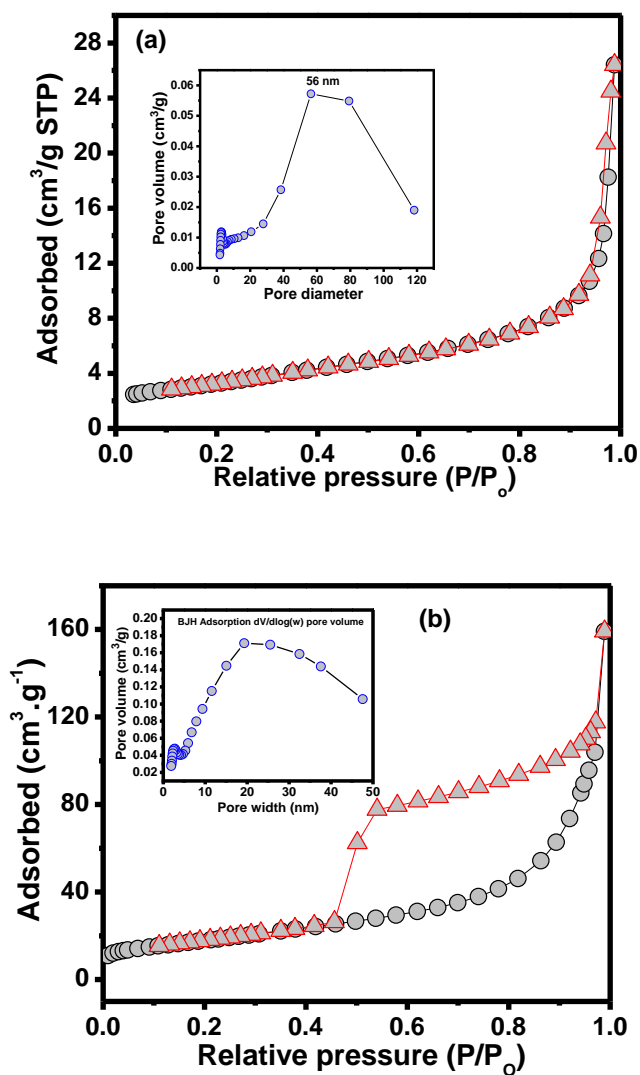 (a)
56 nm
0.06
0.05
0.04
0.03
0.02
0.01
0.00
Pore volume (cm³/g)
0 20 40 60 80 100 120
Pore diameter
28
24
20
16
12
8
4
0
Adsorbed (cm³/g STP)
0.0 0.2 0.4 0.6 0.8 1.0
Relative pressure (P/Pₒ)
(b)
BJH Adsorption dV/dlog(w) pore volume
0.20
0.18
0.16
0.14
0.12
0.10
0.08
0.06
0.04
0.02
Pore volume (cm³/g)
0 10 20 30 40 50
Pore width (nm)
160
120
80
40
0
Adsorbed (cm³.g⁻¹)
0.0 0.2 0.4 0.6 0.8 1.0
Relative pressure (P/P₀)